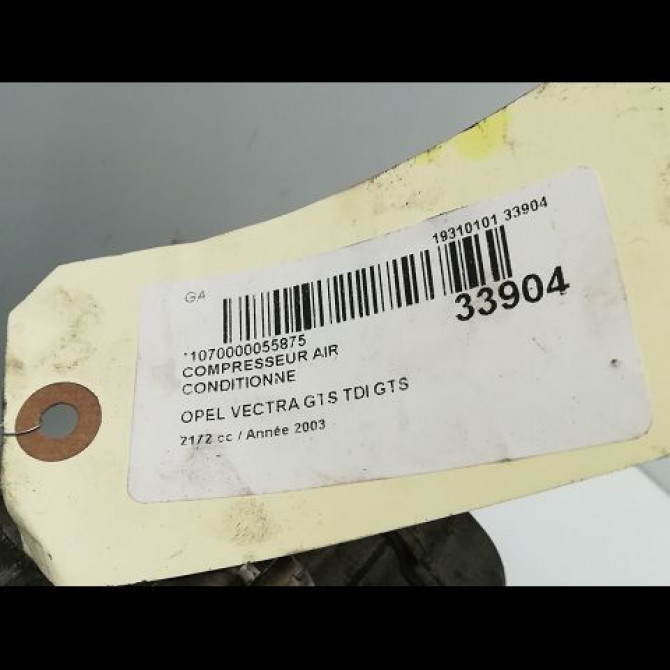 19310101 33904
GA
33904
*1070000055875
COMPRESSEUR AIR
CONDITIONNE
OPEL VECTRA GTS TDI GTS
2172 cc / Année 2003